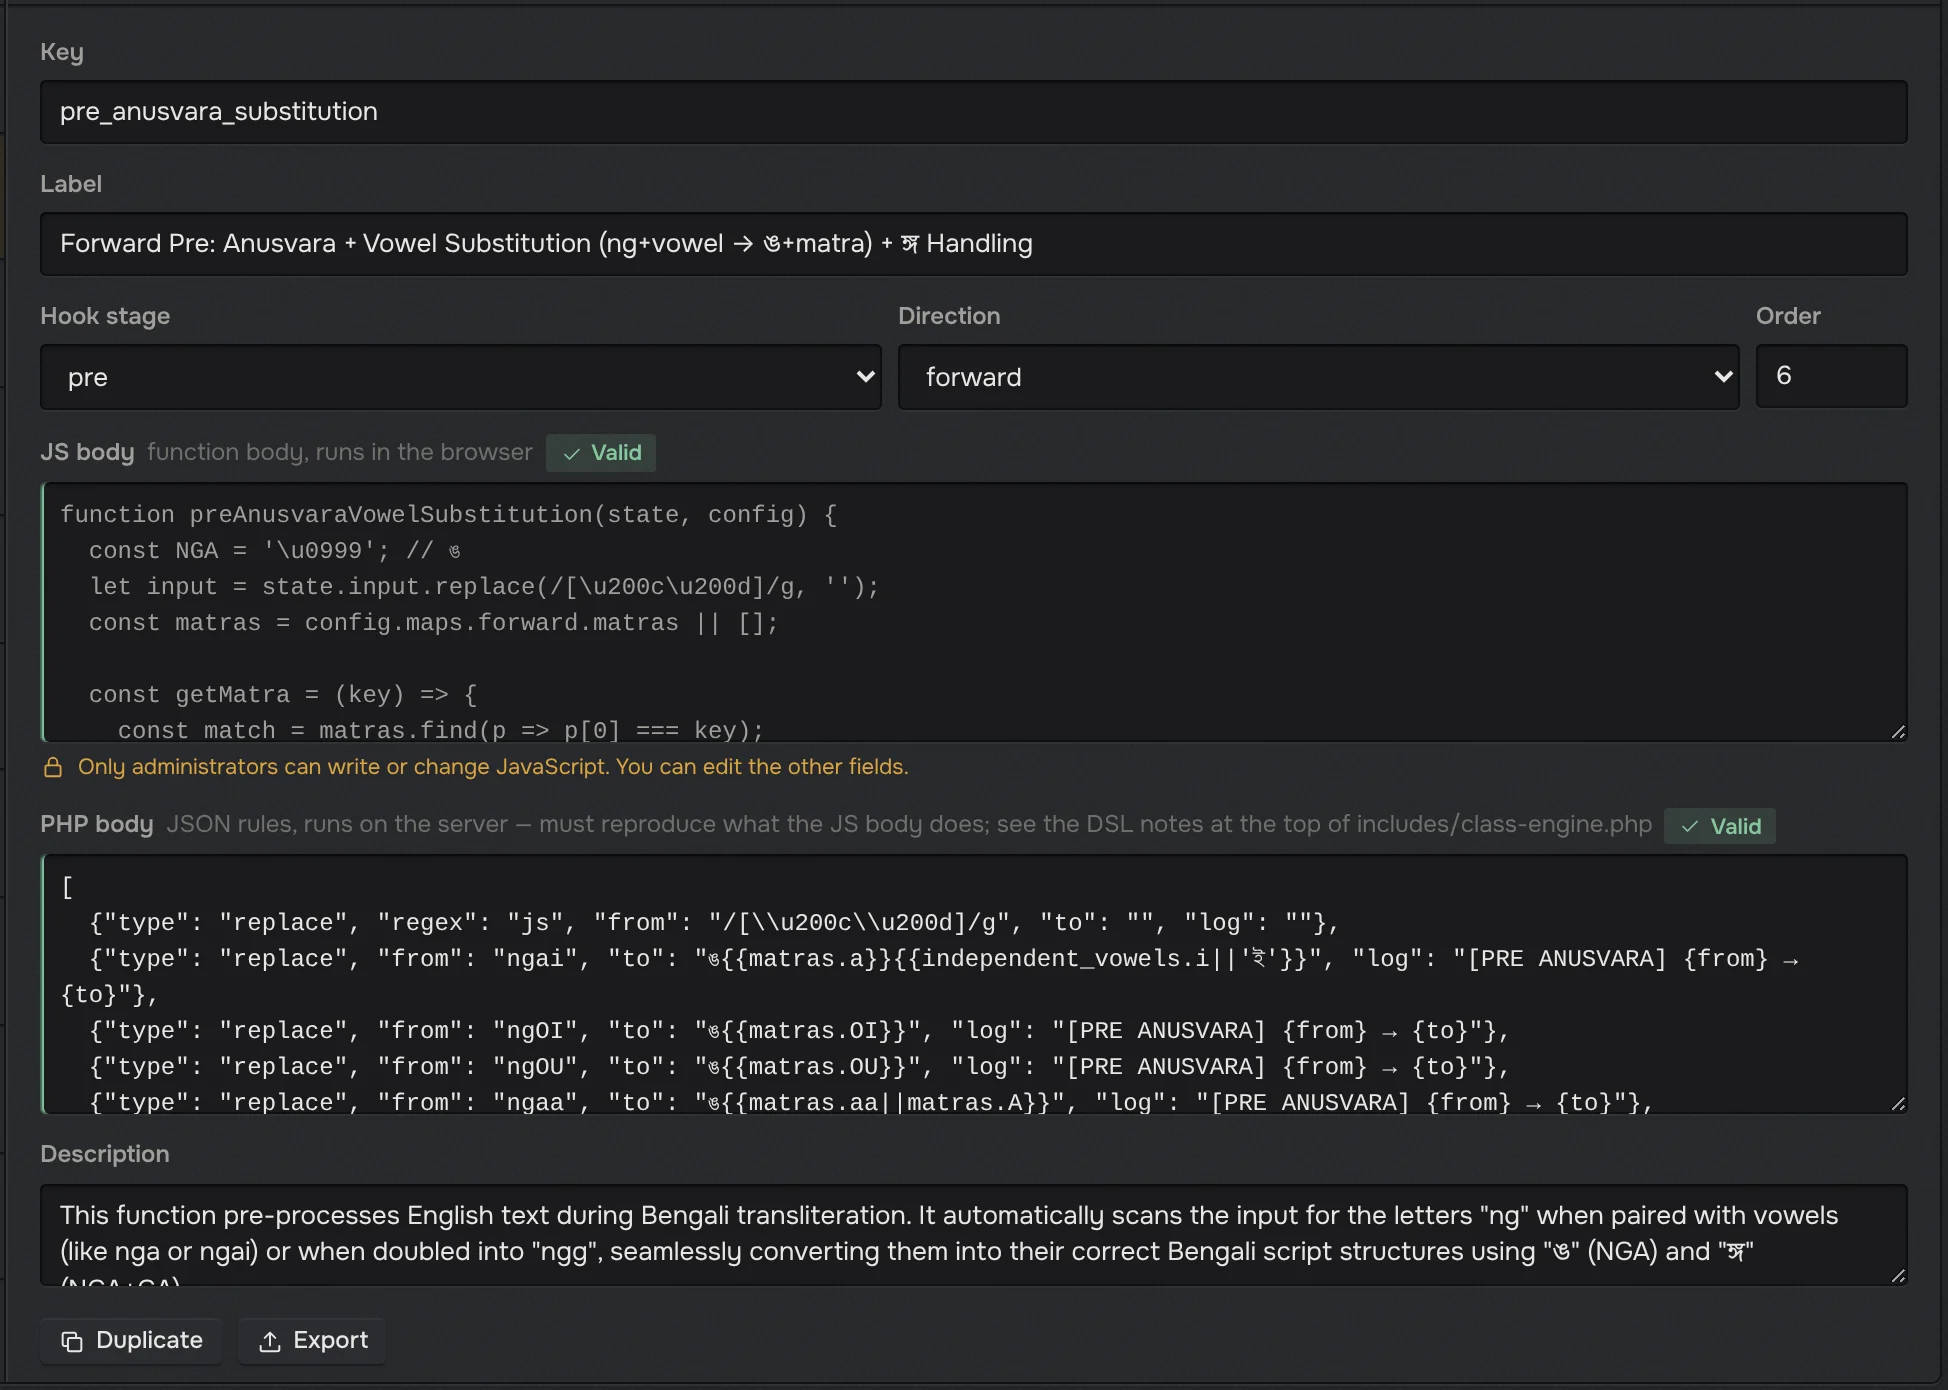 Key
pre_anusvara_substitution
Label
Forward Pre: Anusvara + Vowel Substitution (ng+vowel → ঙ+matra) + ঙ্গ Handling
Hook stage Direction Order
pre forward 6
JS body function body, runs in the browser ✓ Valid
function preAnusvaraVowelSubstitution(state, config) {
  const NGA = '\u0999'; // ঙ
  let input = state.input.replace(/[\u200c\u200d]/g, '');
  const matras = config.maps.forward.matras || [];
  const getMatra = (key) => {
    const match = matras.find(p => p[0] === key);
Only administrators can write or change JavaScript. You can edit the other fields.
PHP body JSON rules, runs on the server — must reproduce what the JS body does; see the DSL notes at the top of includes/class-engine.php ✓ Valid
[
  {"type": "replace", "regex": "js", "from": "/[\\u200c\\u200d]/g", "to": "", "log": ""},
  {"type": "replace", "from": "ngai", "to": "ঙ{{matras.a}}{{independent_vowels.i||'ই'}}", "log": "[PRE ANUSVARA] {from} →
{to}"},
  {"type": "replace", "from": "ngOI", "to": "ঙ{{matras.OI}}", "log": "[PRE ANUSVARA] {from} → {to}"},
  {"type": "replace", "from": "ngOU", "to": "ঙ{{matras.OU}}", "log": "[PRE ANUSVARA] {from} → {to}"},
  {"type": "replace", "from": "ngaa", "to": "ঙ{{matras.aa||matras.A}}", "log": "[PRE ANUSVARA] {from} → {to}"},
Description
This function pre-processes English text during Bengali transliteration. It automatically scans the input for the letters "ng" when paired with vowels
(like nga or ngai) or when doubled into "ngg", seamlessly converting them into their correct Bengali script structures using "ঙ" (NGA) and "ঙ্গ"
Duplicate Export